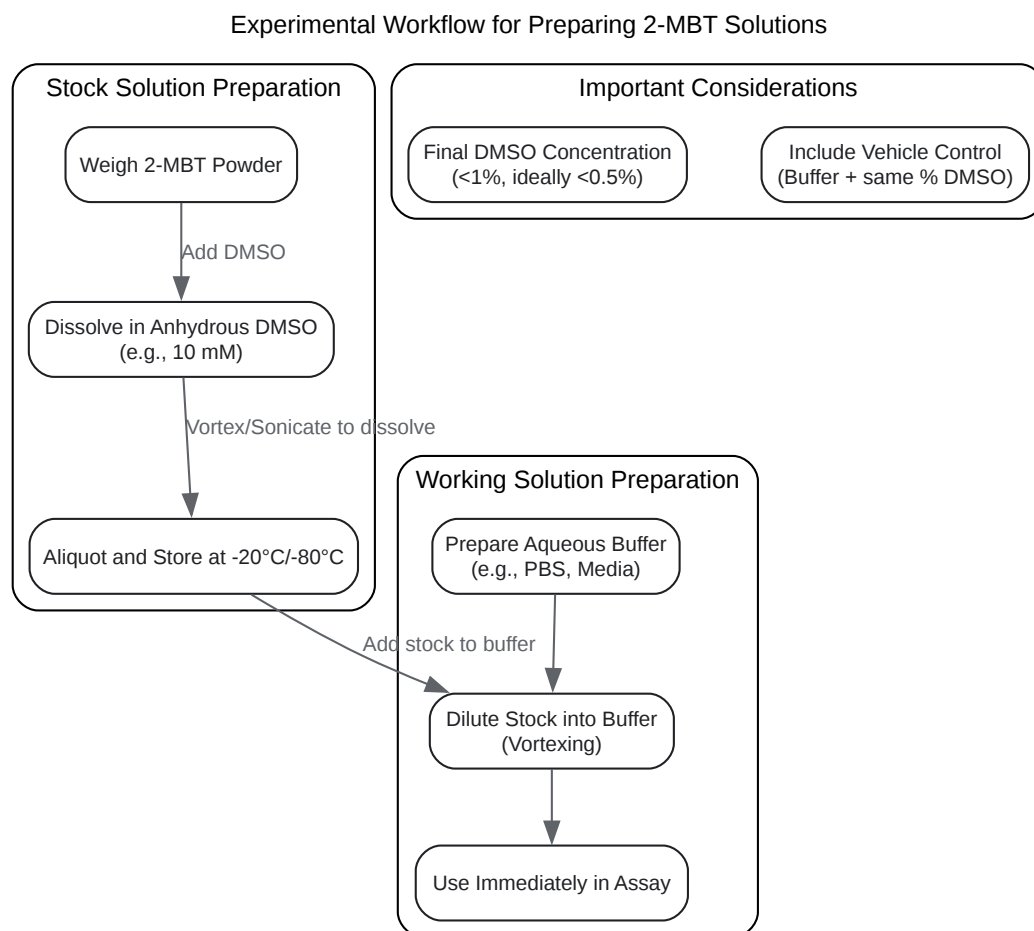 Experimental Workflow for Preparing 2-MBT Solutions
Stock Solution Preparation
Weigh 2-MBT Powder
Add DMSO
Dissolve in Anhydrous DMSO
(e.g., 10 mM)
Vortex/Sonicate to dissolve
Aliquot and Store at -20°C/-80°C
Add stock to buffer
Important Considerations
Final DMSO Concentration
(<1%, ideally <0.5%)
Include Vehicle Control
(Buffer + same % DMSO)
Working Solution Preparation
Prepare Aqueous Buffer
(e.g., PBS, Media)
Dilute Stock into Buffer
(Vortexing)
Use Immediately in Assay